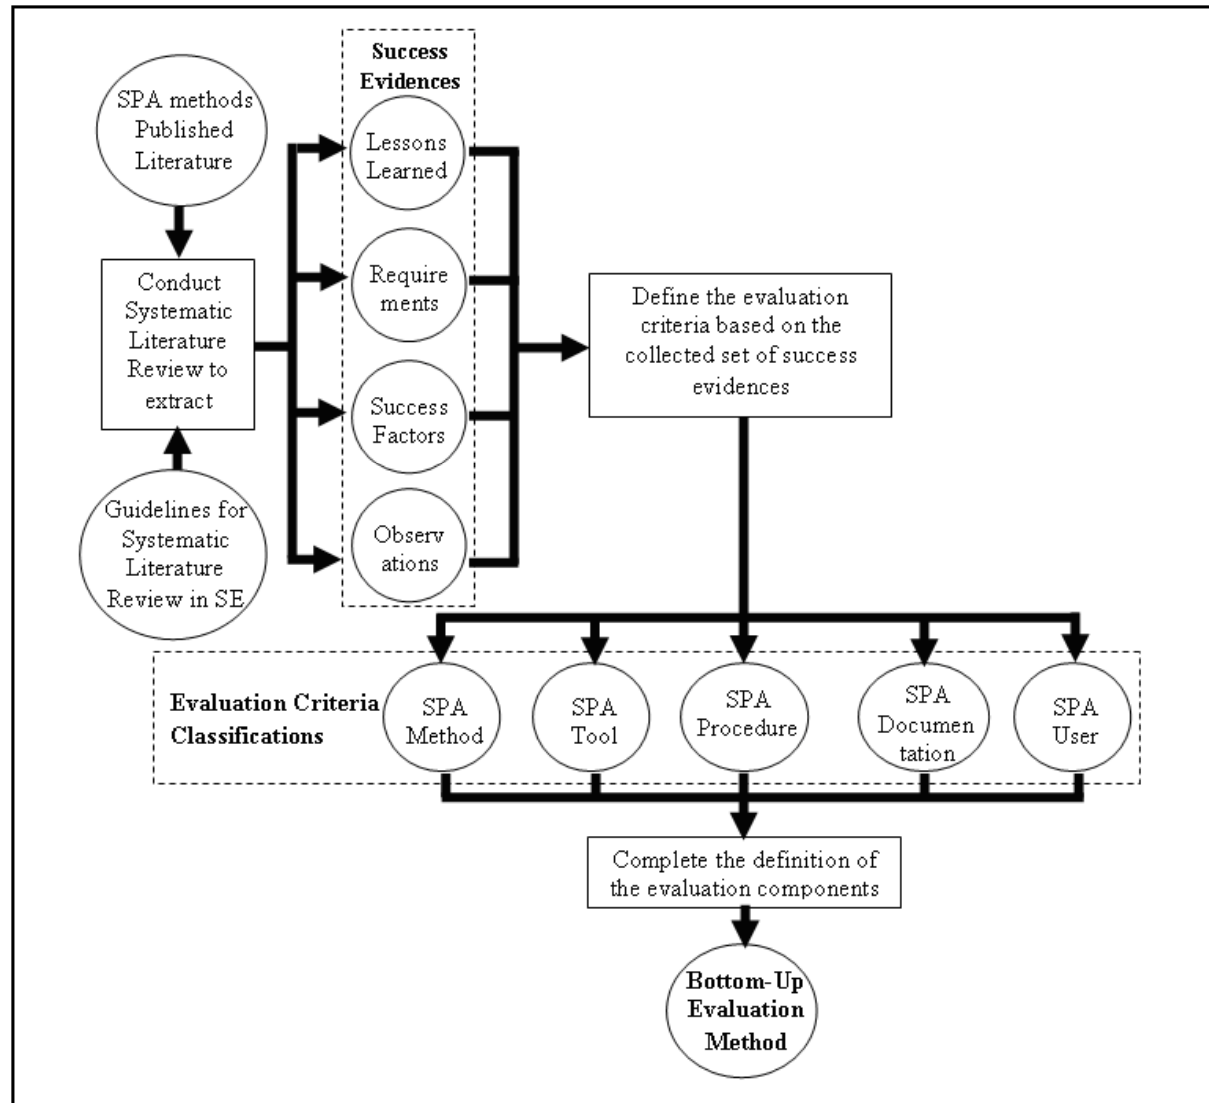 SPA methods
Published
Literature
Conduct
Systematic
Literature
Review to
extract
Guidelines for
Systematic
Literature
Review in SE
Success
Evidences
Lessons
Learned
Require
ments
Success
Factors
Observ
ations
Define the evaluation
criteria based on the
collected set of success
evidences
Evaluation Criteria
Classifications
SPA
Method
SPA
Tool
SPA
Procedure
SPA
Documen
tation
SPA
User
Complete the definition of
the evaluation components
Bottom-Up
Evaluation
Method